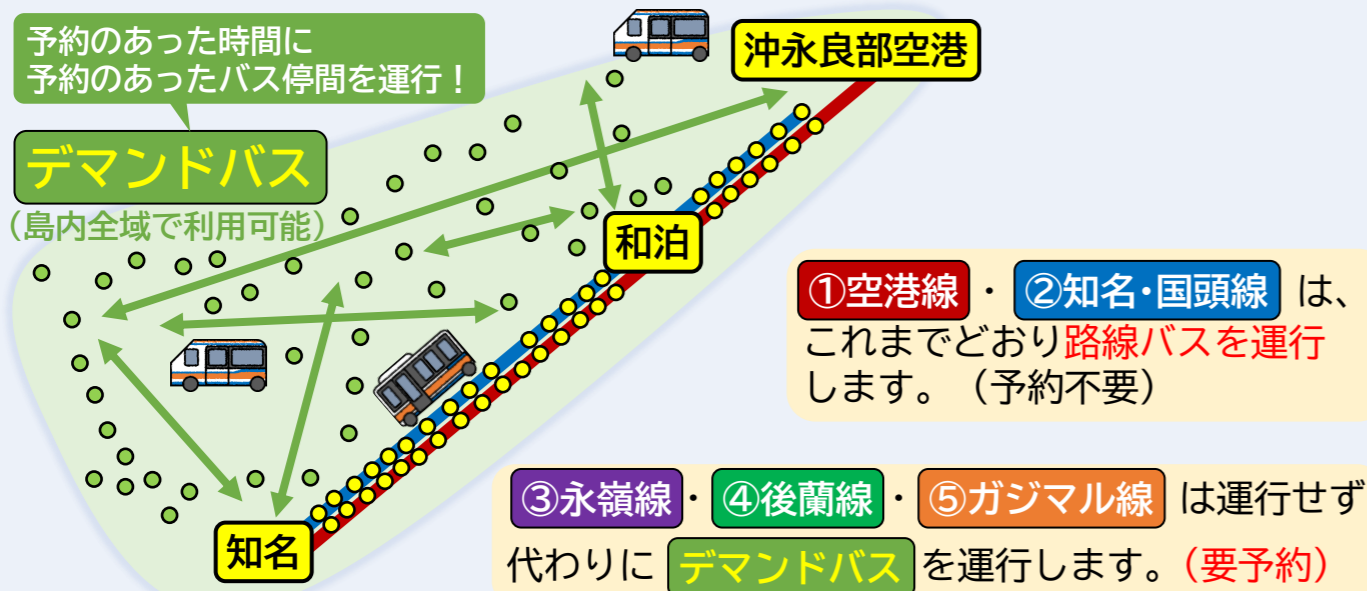 予約のあった時間に
予約のあったバス停間を運行！
デマンドバス
（島内全域で利用可能）
沖永良部空港
和泊
知名
①空港線・②知名・国頭線 は、
これまでどおり路線バスを運行
します。（予約不要）
③永嶺線・④後蘭線・⑤ガジマル線 は運行せず
代わりに デマンドバス を運行します。（要予約）